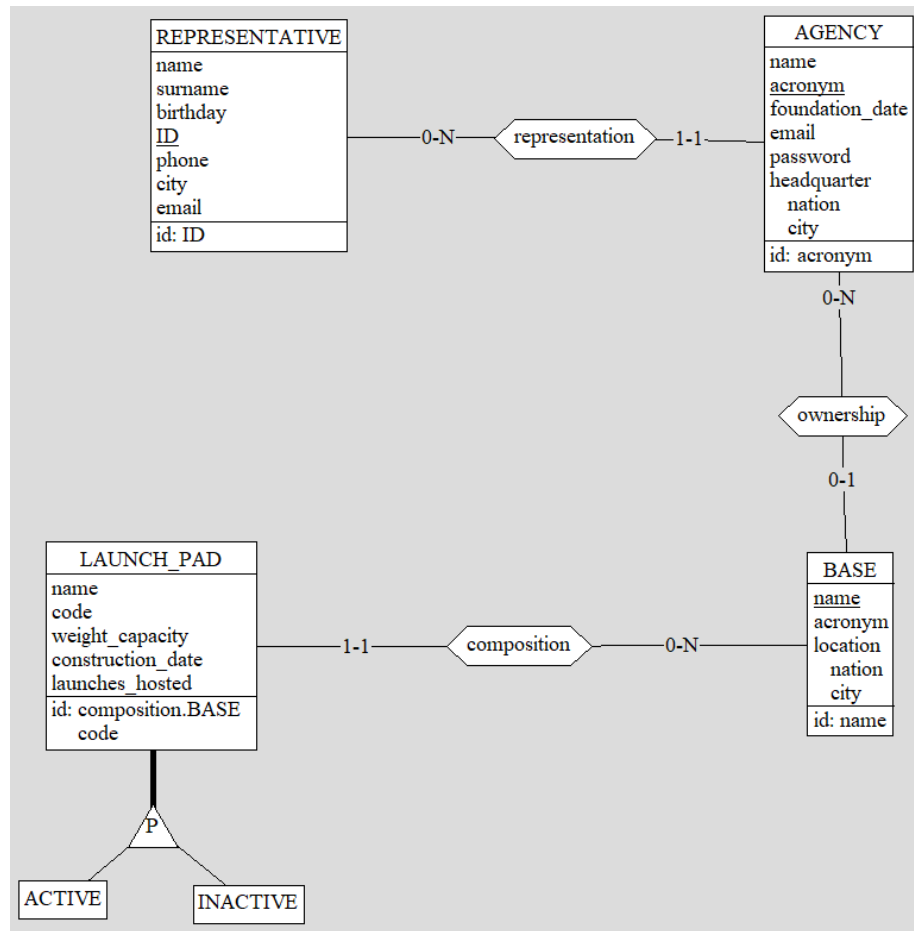 REPRESENTATIVE
name
surname
birthday
ID
phone
city
email
id: ID
0-N
representation
1-1
AGENCY
name
acronym
foundation_date
email
password
headquarter
nation
city
id: acronym
0-N
ownership
0-1
LAUNCH_PAD
name
code
weight_capacity
construction_date
launches_hosted
id: composition.BASE
code
1-1
composition
0-N
BASE
name
acronym
location
nation
city
id: name
P
ACTIVE
INACTIVE